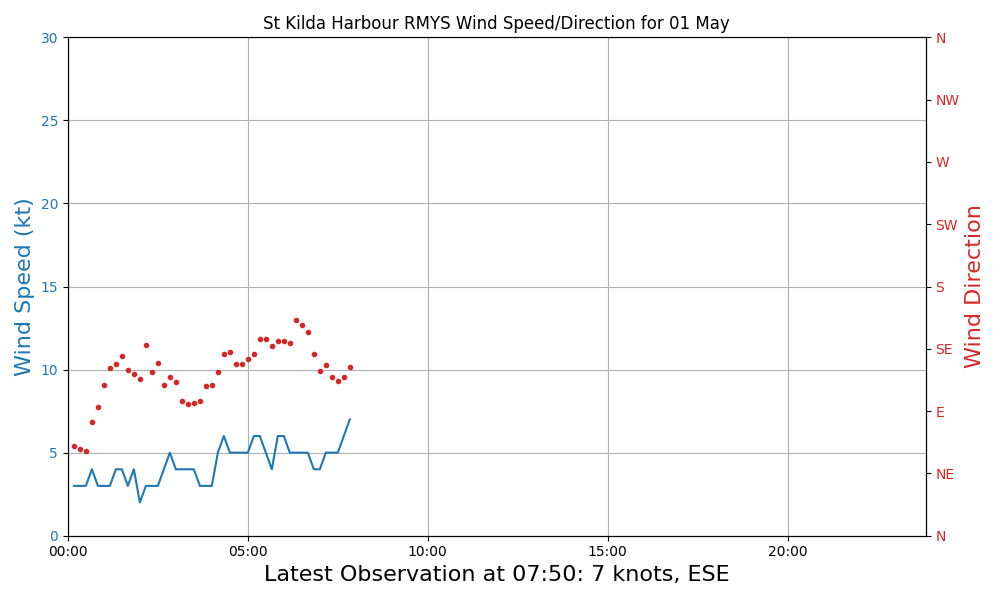 St Kilda Harbour RMYS Wind Speed/Direction for 01 May
30
25
20
15
10
5
0
Wind Speed (kt)
N
NW
W
SW
S
SE
E
NE
N
Wind Direction
00:00 05:00 10:00 15:00 20:00
Latest Observation at 07:50: 7 knots, ESE